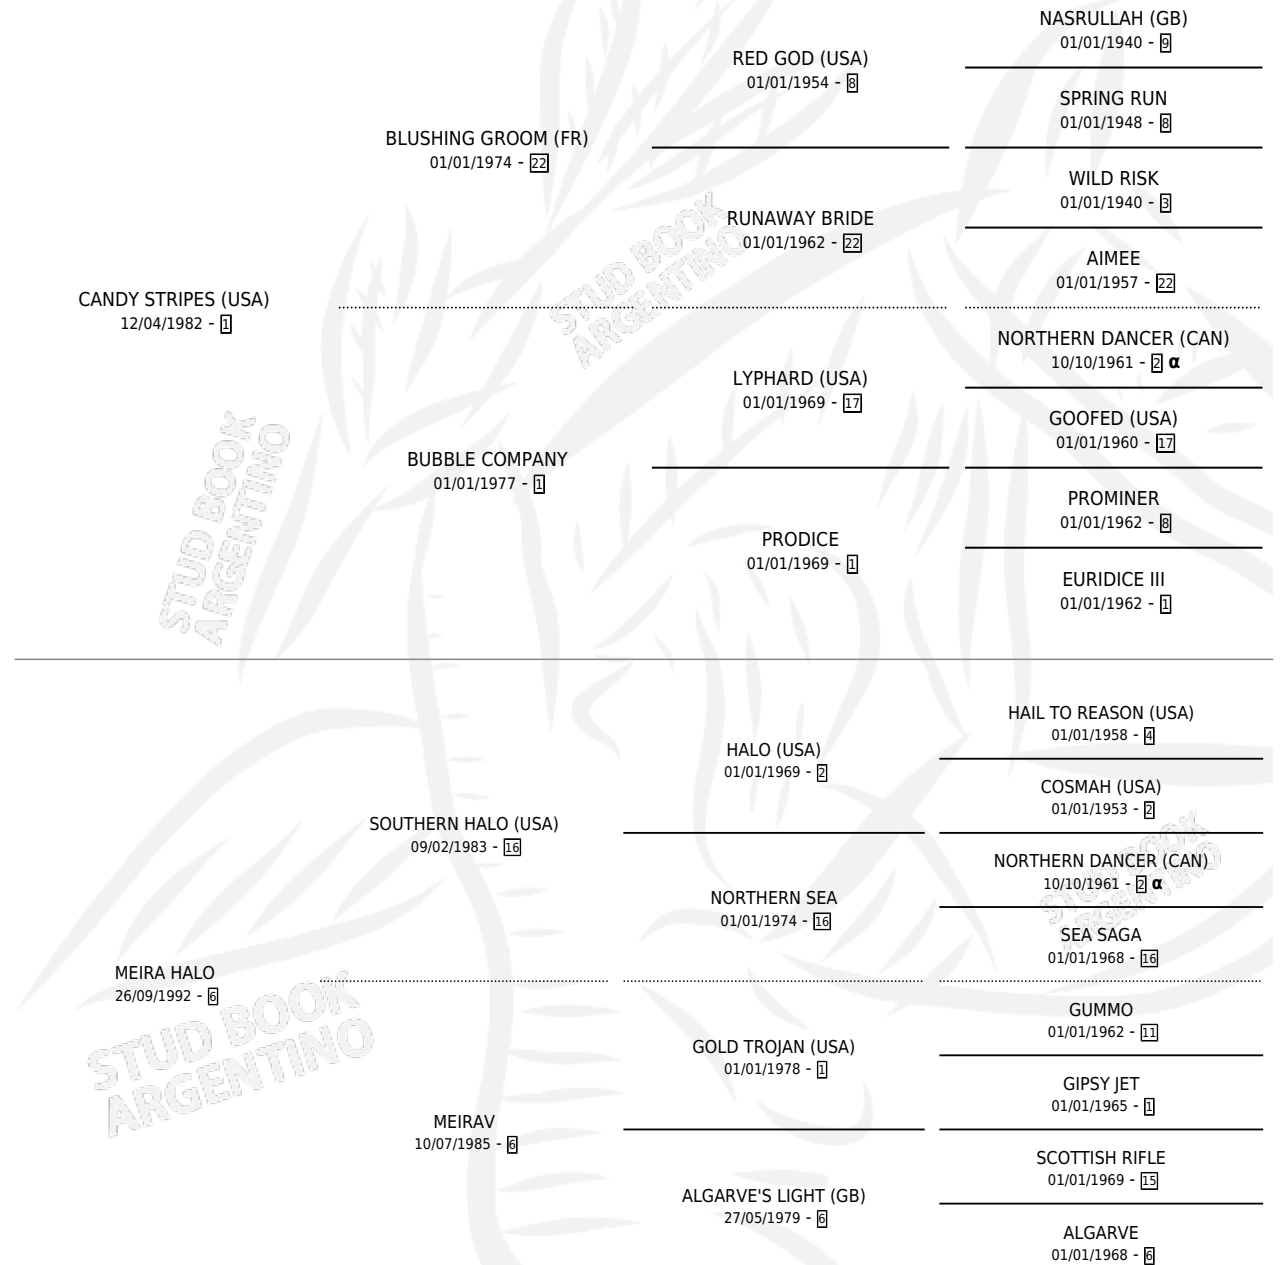 NASRULLAH (GB)
01/01/1940 - 9
RED GOD (USA)
01/01/1954 - 8
SPRING RUN
01/01/1948 - 8
BLUSHING GROOM (FR)
01/01/1974 - 22
WILD RISK
01/01/1940 - 3
RUNAWAY BRIDE
01/01/1962 - 22
AIMEE
01/01/1957 - 22
CANDY STRIPES (USA)
12/04/1982 - 1
NORTHERN DANCER (CAN)
10/10/1961 - 2 α
LYPHARD (USA)
01/01/1969 - 17
GOOFED (USA)
01/01/1960 - 17
BUBBLE COMPANY
01/01/1977 - 1
PROMINER
01/01/1962 - 8
PRODICE
01/01/1969 - 1
EURIDICE III
01/01/1962 - 1
HAIL TO REASON (USA)
01/01/1958 - 4
HALO (USA)
01/01/1969 - 2
COSMAH (USA)
01/01/1953 - 2
SOUTHERN HALO (USA)
09/02/1983 - 16
NORTHERN DANCER (CAN)
10/10/1961 - 2 α
NORTHERN SEA
01/01/1974 - 16
SEA SAGA
01/01/1968 - 16
MEIRA HALO
26/09/1992 - 6
GUMMO
01/01/1962 - 11
GOLD TROJAN (USA)
01/01/1978 - 1
GIPSY JET
01/01/1965 - 1
MEIRAV
10/07/1985 - 6
SCOTTISH RIFLE
01/01/1969 - 15
ALGARVE'S LIGHT (GB)
27/05/1979 - 6
ALGARVE
01/01/1968 - 6
STUD BOOK
ARGENTINO
STUD BOOK
ARGENTINO
STUD BOOK
ARGENTINO
STUD BOOK
ARGENTINO